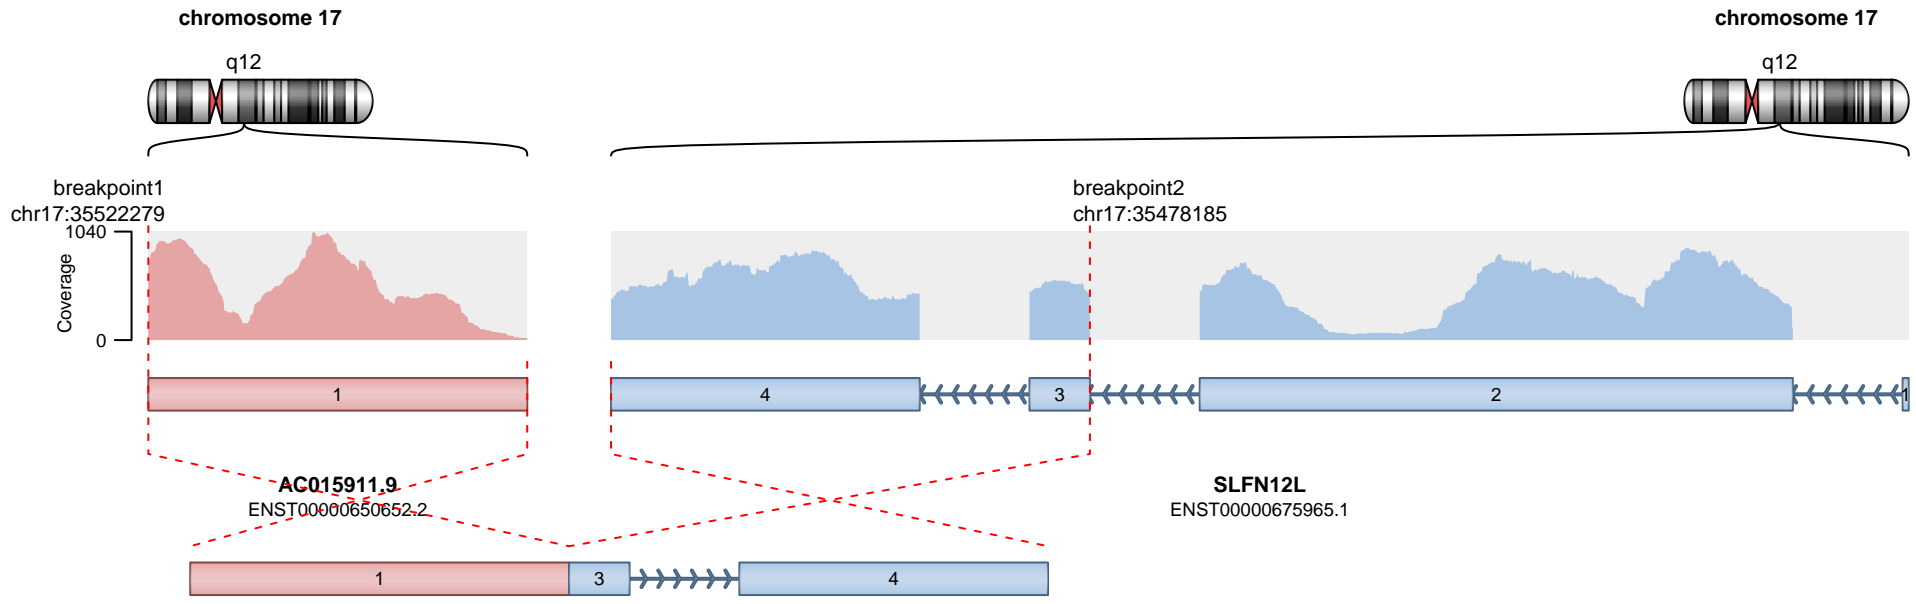 chromosome 17
chromosome 17
q12
q12
breakpoint1
chr17:35522279
breakpoint2
chr17:35478185
1040
Coverage
0
1
4
3
2
1
AC015911.9
ENST00000650652.2
SLFN12L
ENST00000675965.1
1
3
4